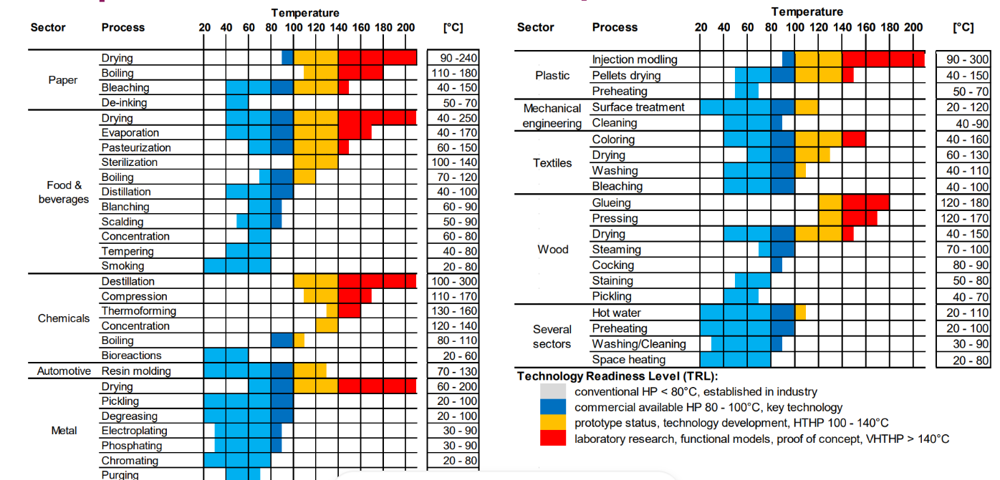 Temperature
Sector Process 20 40 60 80 100 120 140 160 180 200 [°C]
Paper
Drying 90 -240
Boiling 110 - 180
Bleaching 40 - 150
De-inking 50 - 70
Food & beverages
Drying 40 - 250
Evaporation 40 - 170
Pasteurization 60 - 150
Sterilization 100 - 140
Boiling 70 - 120
Distillation 40 - 100
Blanching 60 - 90
Scalding 50 - 90
Concentration 60 - 80
Tempering 40 - 80
Smoking 20 - 80
Chemicals
Destillation 100 - 300
Compression 110 - 170
Thermoforming 130 - 160
Concentration 120 - 140
Boiling 80 - 110
Bioreactions 20 - 60
Automotive Resin molding 70 - 130
Metal
Drying 60 - 200
Pickling 20 - 100
Degreasing 20 - 100
Electroplating 30 - 90
Phosphating 30 - 90
Chromating 20 - 80
Purging
Temperature
Sector Process 20 40 60 80 100 120 140 160 180 200 [°C]
Plastic
Injection modling 90 - 300
Pellets drying 40 - 150
Preheating 50 - 70
Mechanical engineering
Surface treatment 20 - 120
Cleaning 40 -90
Textiles
Coloring 40 - 160
Drying 60 - 130
Washing 40 - 110
Bleaching 40 - 100
Wood
Glueing 120 - 180
Pressing 120 - 170
Drying 40 - 150
Steaming 70 - 100
Cocking 80 - 90
Staining 50 - 80
Pickling 40 - 70
Several sectors
Hot water 20 - 110
Preheating 20 - 100
Washing/Cleaning 30 - 90
Space heating 20 - 80
Technology Readiness Level (TRL):
conventional HP < 80°C, established in industry
commercial available HP 80 - 100°C, key technology
prototype status, technology development, HTHP 100 - 140°C
laboratory research, functional models, proof of concept, VHTHP > 140°C